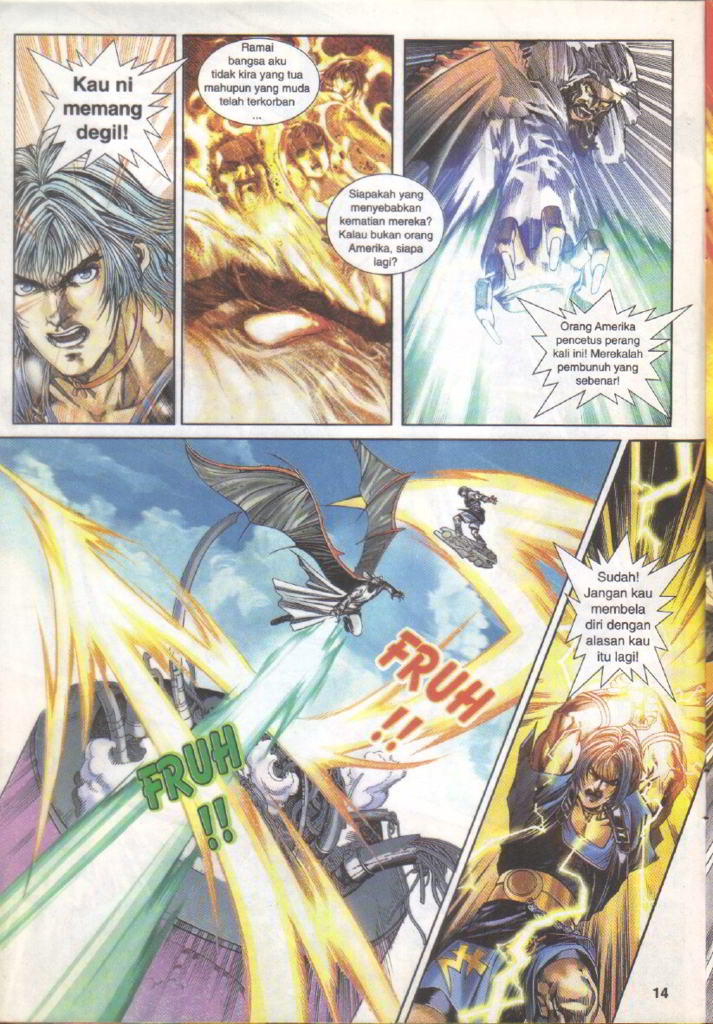 Kau ni
memang
degil!
Ramai
bangsa aku
tidak kira yang tua
mahupun yang muda
telah terkorban
...
Siapakah yang
menyebabkan
kematian mereka?
Kalau bukan orang
Amerika, siapa
lagi?
Orang Amerika
pencetus perang
kali ini! Merekalah
pembunuh yang
sebenar!
FRUH
!!
FRUH
!!
Sudah!
Jangan kau
membela
diri dengan
alasan kau
itu lagi!
14